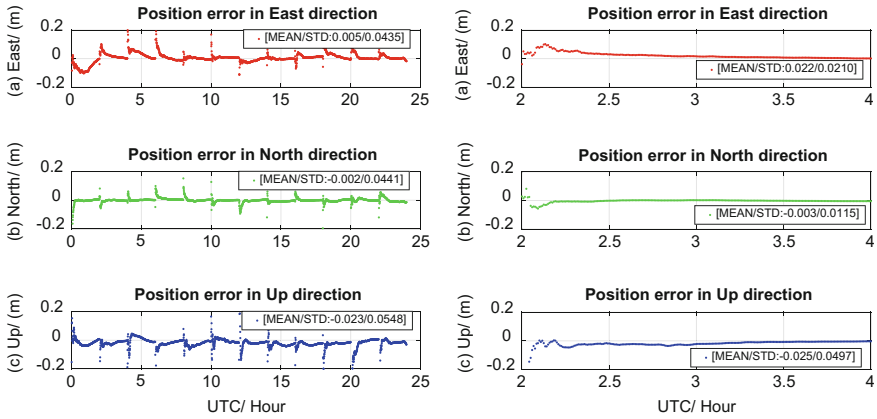 Position error in East direction
0.2
0
-0.2
(a) East/ (m)
[MEAN/STD:0.005/0.0435]
0 5 10 15 20 25
Position error in North direction
0.2
0
-0.2
(b) North/ (m)
[MEAN/STD:-0.002/0.0441]
0 5 10 15 20 25
Position error in Up direction
0.2
0
-0.2
(c) Up/ (m)
[MEAN/STD:-0.023/0.0548]
0 5 10 15 20 25
UTC/ Hour
Position error in East direction
0.2
0
-0.2
(a) East/ (m)
[MEAN/STD:0.022/0.0210]
2 2.5 3 3.5 4
Position error in North direction
0.2
0
-0.2
(b) North/ (m)
[MEAN/STD:-0.003/0.0115]
2 2.5 3 3.5 4
Position error in Up direction
0.2
0
-0.2
(c) Up/ (m)
[MEAN/STD:-0.025/0.0497]
2 2.5 3 3.5 4
UTC/ Hour